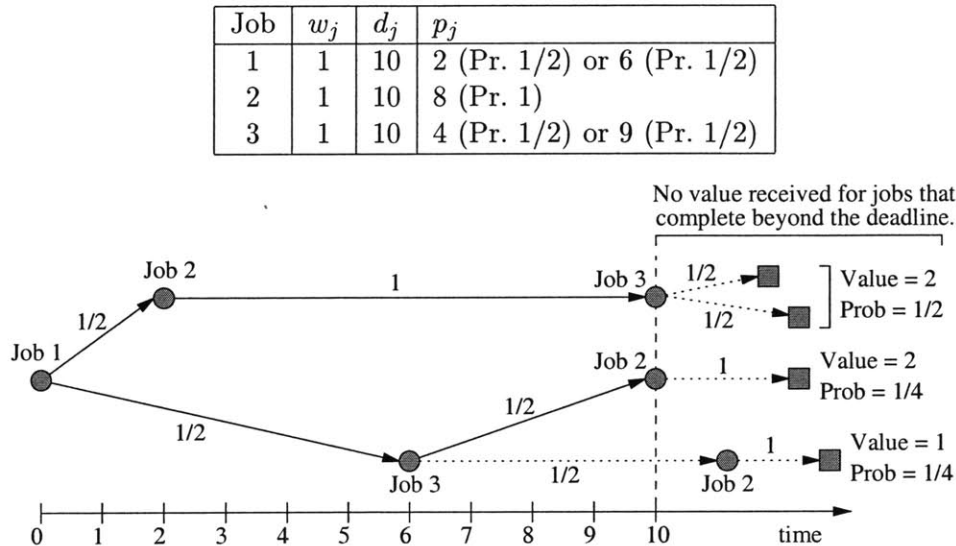 Job w_j d_j p_j
1 1 10 2 (Pr. 1/2) or 6 (Pr. 1/2)
2 1 10 8 (Pr. 1)
3 1 10 4 (Pr. 1/2) or 9 (Pr. 1/2)
No value received for jobs that
complete beyond the deadline.
Job 2 1 Job 3 1/2
1/2
Value = 2
Prob = 1/2
1/2
Job 1
Job 2 1
Value = 2
Prob = 1/4
1/2
1/2
Job 3
1/2
Job 2
1
Value = 1
Prob = 1/4
0 1 2 3 4 5 6 7 8 9 10 time